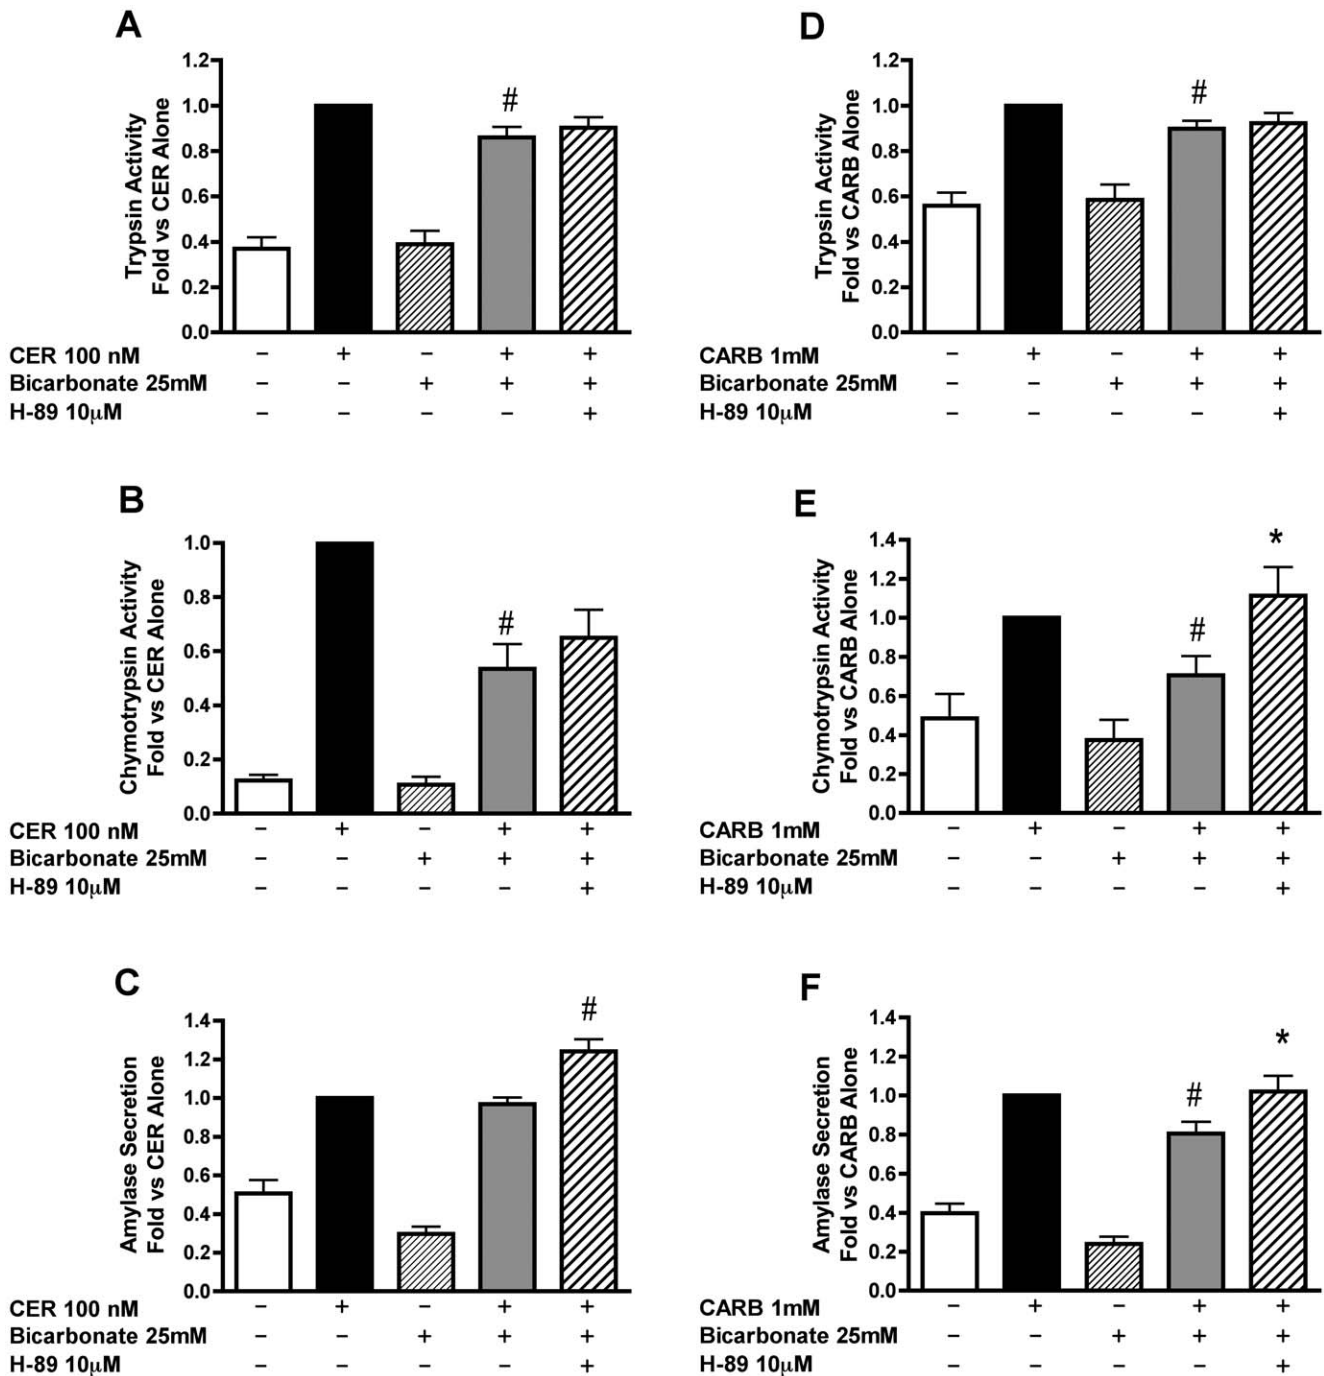 A
Trypsin Activity
Fold vs CER Alone
1.2
1.0
0.8
0.6
0.4
0.2
0.0
#
CER 100 nM − + − + +
Bicarbonate 25mM − − + + +
H-89 10μM − − − − +
D
Trypsin Activity
Fold vs CARB Alone
1.2
1.0
0.8
0.6
0.4
0.2
0.0
#
CARB 1mM − + − + +
Bicarbonate 25mM − − + + +
H-89 10μM − − − − +
B
Chymotrypsin Activity
Fold vs CER Alone
1.0
0.8
0.6
0.4
0.2
0.0
#
CER 100 nM − + − + +
Bicarbonate 25mM − − + + +
H-89 10μM − − − − +
E
Chymotrypsin Activity
Fold vs CARB Alone
1.4
1.2
1.0
0.8
0.6
0.4
0.2
0.0
# *
CARB 1mM − + − + +
Bicarbonate 25mM − − + + +
H-89 10μM − − − − +
C
Amylase Secretion
Fold vs CER Alone
1.4
1.2
1.0
0.8
0.6
0.4
0.2
0.0
#
CER 100 nM − + − + +
Bicarbonate 25mM − − + + +
H-89 10μM − − − − +
F
Amylase Secretion
Fold vs CARB Alone
1.4
1.2
1.0
0.8
0.6
0.4
0.2
0.0
# *
CARB 1mM − + − + +
Bicarbonate 25mM − − + + +
H-89 10μM − − − − +